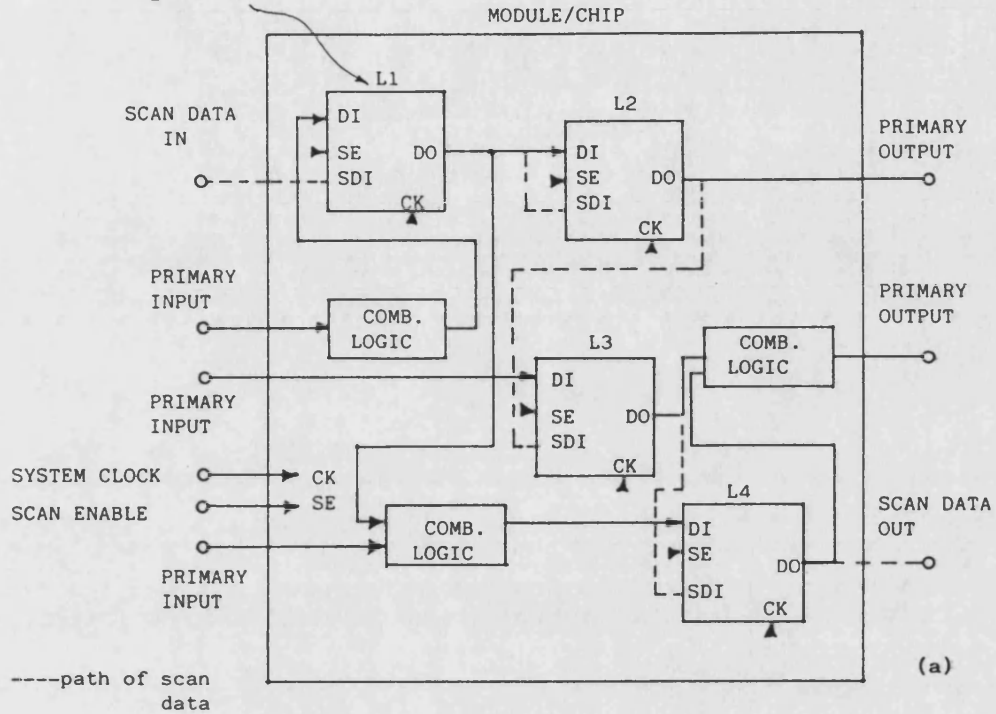 MODULE/CHIP
L1
SCAN DATA
IN
DI
SE
SDI
DO
CK
L2
DI
SE
SDI
DO
CK
PRIMARY
OUTPUT
PRIMARY
INPUT
COMB.
LOGIC
PRIMARY
INPUT
L3
DI
SE
SDI
DO
CK
COMB.
LOGIC
PRIMARY
OUTPUT
SYSTEM CLOCK
CK
SCAN ENABLE
SE
PRIMARY
INPUT
COMB.
LOGIC
L4
DI
SE
SDI
DO
CK
SCAN DATA
OUT
----path of scan
data
(a)